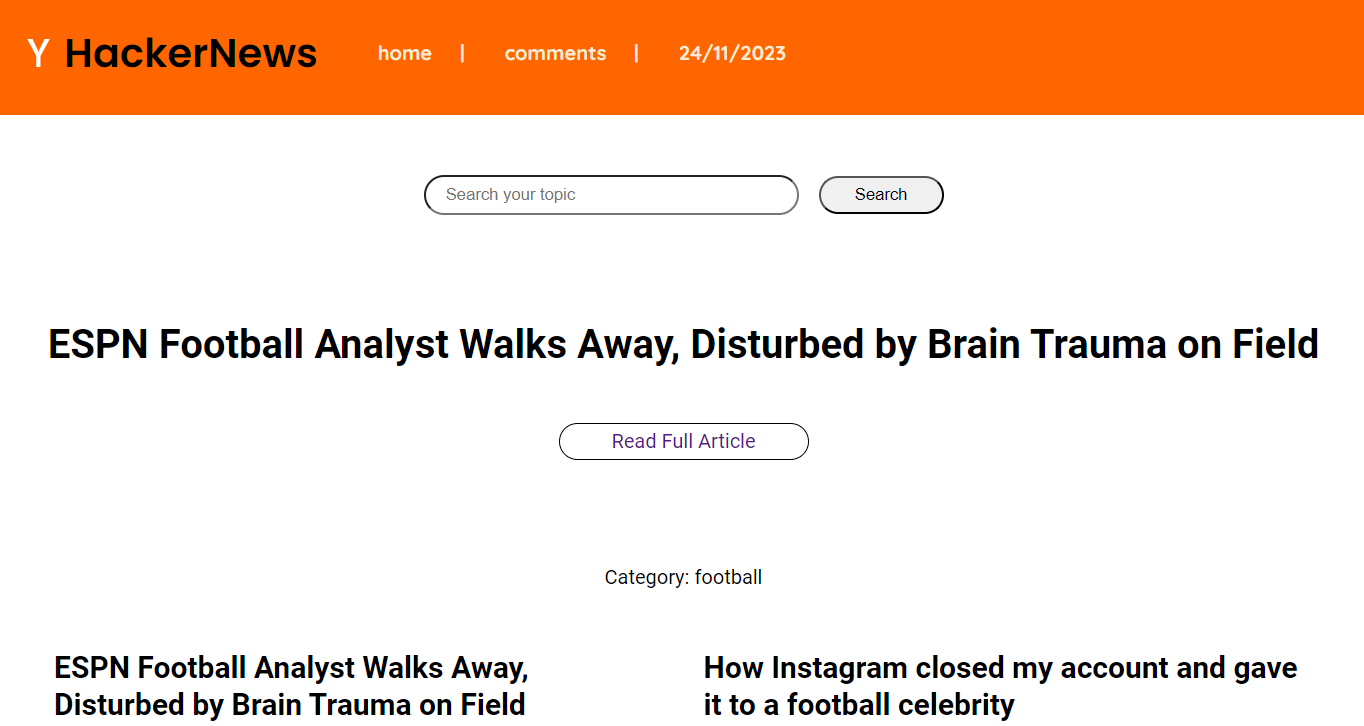 Y HackerNews home | comments | 24/11/2023
Search your topic Search
ESPN Football Analyst Walks Away, Disturbed by Brain Trauma on Field
Read Full Article
Category: football
ESPN Football Analyst Walks Away,
Disturbed by Brain Trauma on Field
How Instagram closed my account and gave
it to a football celebrity